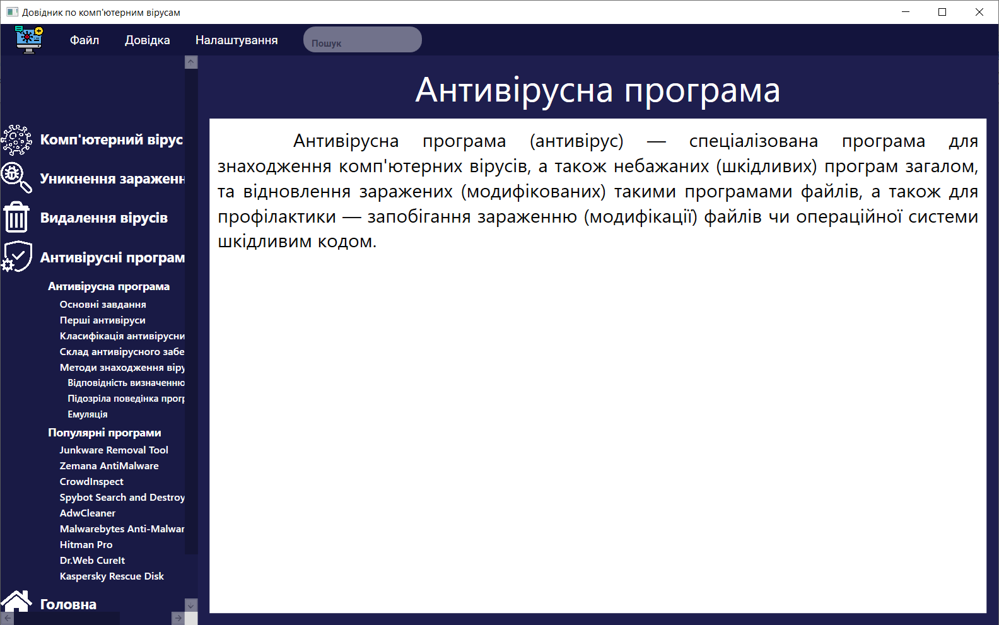 Довідник по комп'ютерним вірусам
Файл
Довідка
Налаштування
Пошук
Комп'ютерний вірус
Уникнення зараженн
Видалення вірусів
Антивірусні програм
Антивірусна програма
Основні завдання
Перші антивіруси
Класифікація антивірусни
Склад антивірусного забе
Методи знаходження віру
Відповідність визначенню
Підозріла поведінка прогр
Емуляція
Популярні програми
Junkware Removal Tool
Zemana AntiMalware
CrowdInspect
Spybot Search and Destroy
AdwCleaner
Malwarebytes Anti-Malwar
Hitman Pro
Dr.Web CureIt
Kaspersky Rescue Disk
Головна
Антивірусна програма
Антивірусна програма (антивірус) — спеціалізована програма для
знаходження комп'ютерних вірусів, а також небажаних (шкідливих) програм загалом,
та відновлення заражених (модифікованих) такими програмами файлів, а також для
профілактики — запобігання зараженню (модифікації) файлів чи операційної системи
шкідливим кодом.